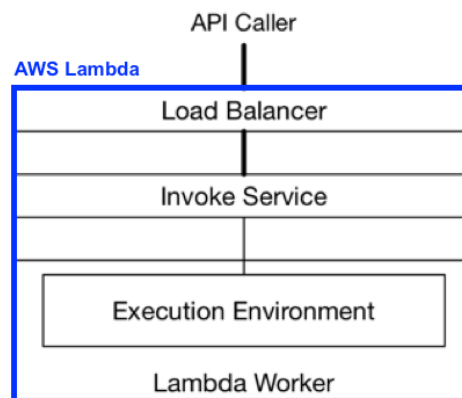 API Caller
AWS Lambda
Load Balancer
Invoke Service
Execution Environment
Lambda Worker